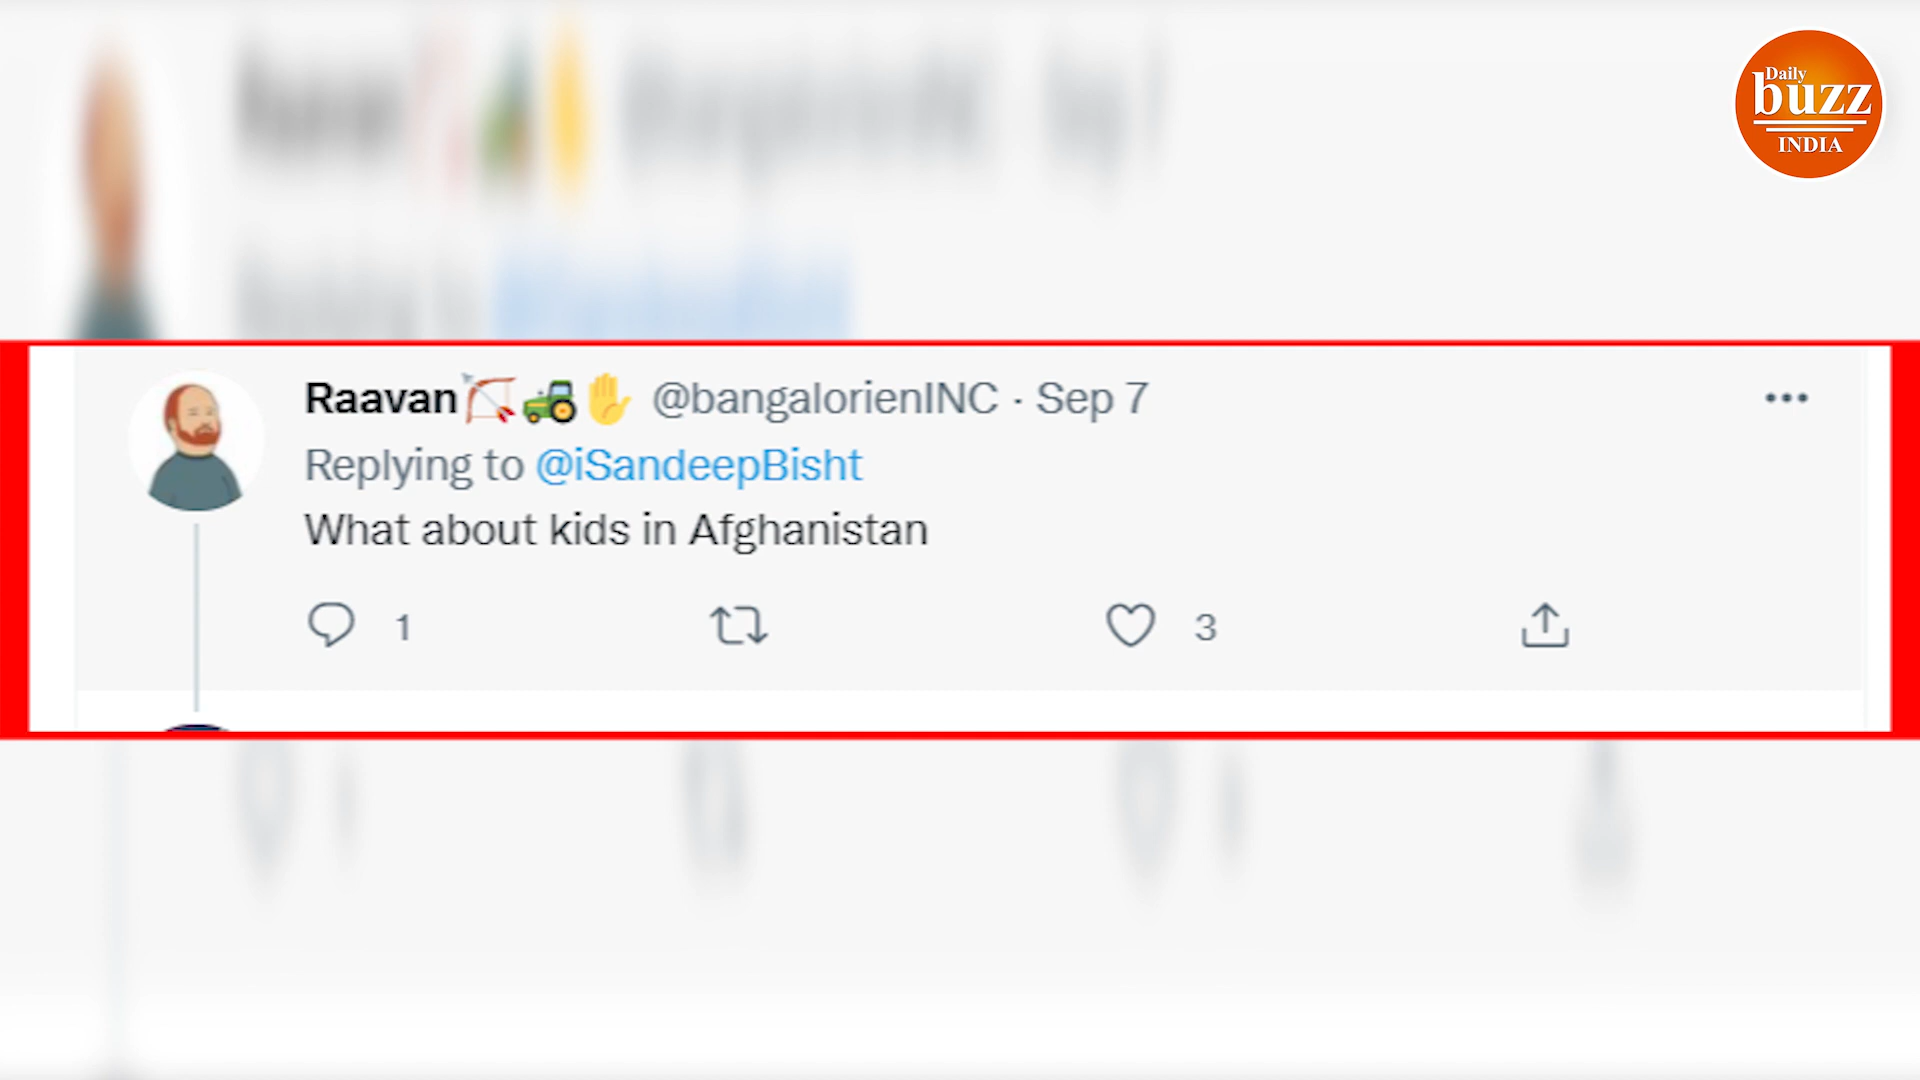 Daily
buzz
INDIA
Raavan🏹🚜✋ @bangalorienINC · Sep 7
Replying to @iSandeepBisht
What about kids in Afghanistan
1
3